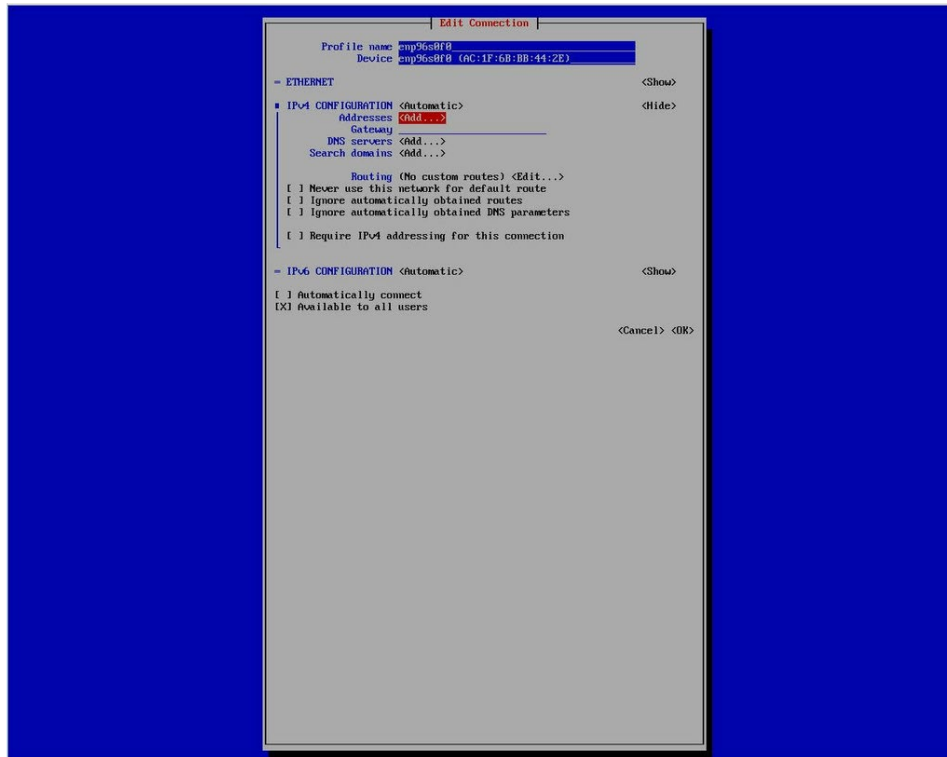 Edit Connection
Profile name enp96s0f0
Device enp96s0f0 (AC:1F:6B:BB:44:2E)
= ETHERNET <Show>
IPv4 CONFIGURATION <Automatic> <Hide>
Addresses <Add...>
Gateway
DNS servers <Add...>
Search domains <Add...>
Routing (No custom routes) <Edit...>
[ ] Never use this network for default route
[ ] Ignore automatically obtained routes
[ ] Ignore automatically obtained DNS parameters
[ ] Require IPv4 addressing for this connection
= IPv6 CONFIGURATION <Automatic> <Show>
[ ] Automatically connect
[X] Available to all users
<Cancel> <OK>